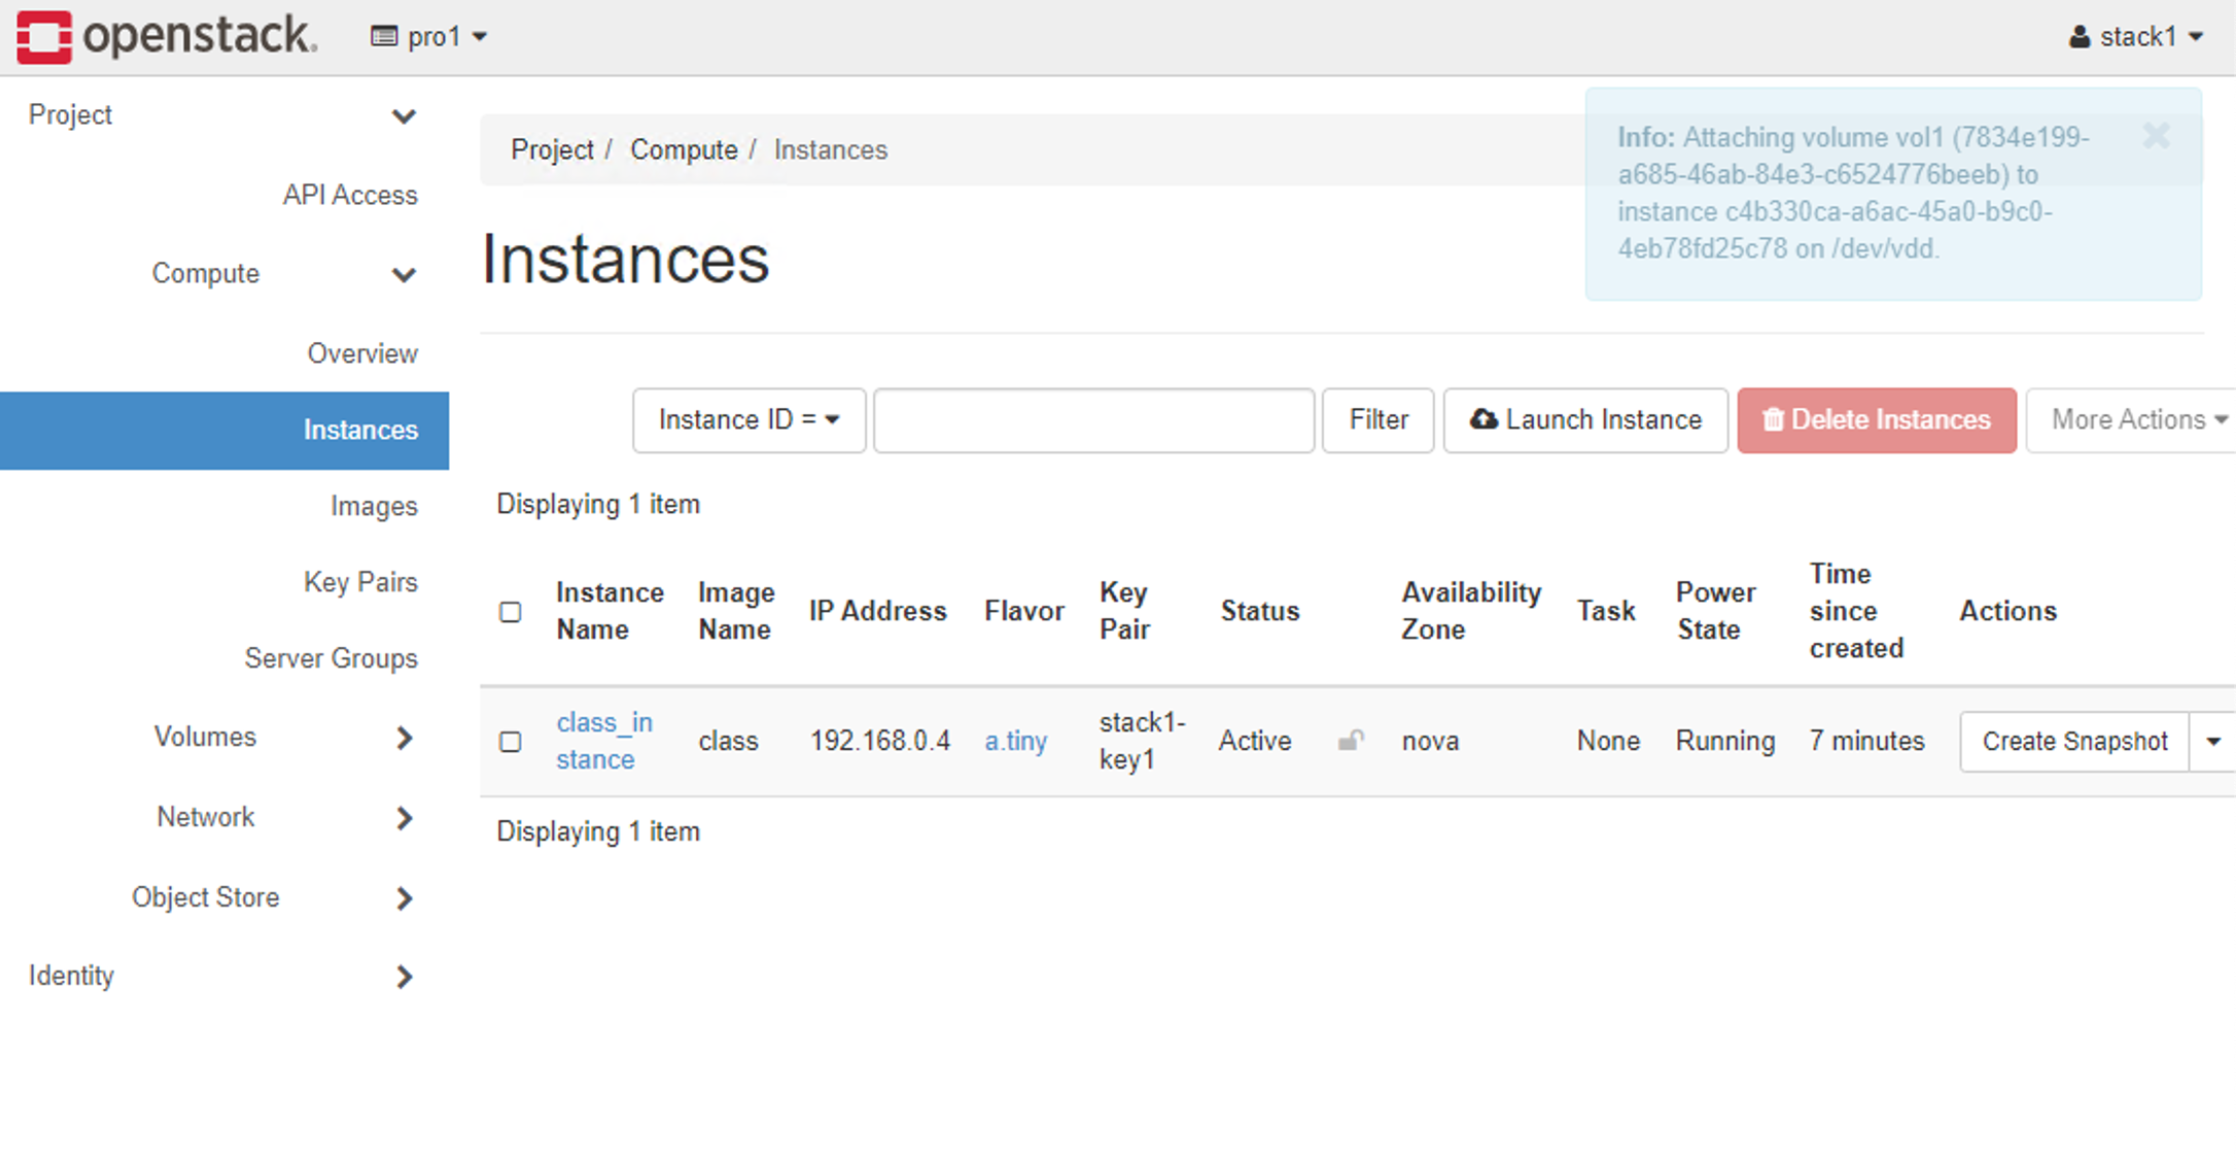 openstack. pro1 stack1
Project
API Access
Compute
Overview
Instances
Images
Key Pairs
Server Groups
Volumes
Network
Object Store
Identity
Project / Compute / Instances
Info: Attaching volume vol1 (7834e199-
a685-46ab-84e3-c6524776beeb) to
instance c4b330ca-a6ac-45a0-b9c0-
4eb78fd25c78 on /dev/vdd.
Instances
Instance ID = Filter Launch Instance Delete Instances More Actions
Displaying 1 item
Instance Name Image Name IP Address Flavor Key Pair Status Availability Zone Task Power State Time since created Actions
class_instance class 192.168.0.4 a.tiny stack1-key1 Active nova None Running 7 minutes Create Snapshot
Displaying 1 item